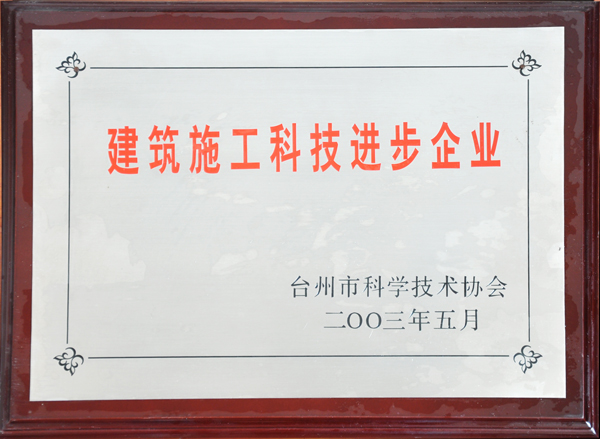 建筑施工科技进步企业
台州市科学技术协会
二OO三年五月